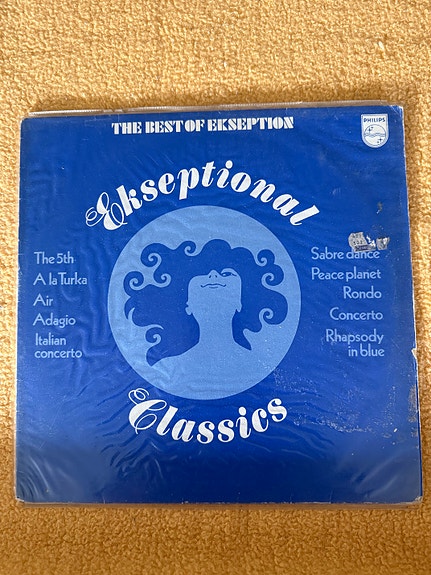 THE BEST OF EKSEPTION
PHILIPS
Ekseptional
The 5th
A la Turka
Air
Adagio
Italian
concerto
Sabre dance
Peace planet
Rondo
Concerto
Rhapsody
in blue
Classics